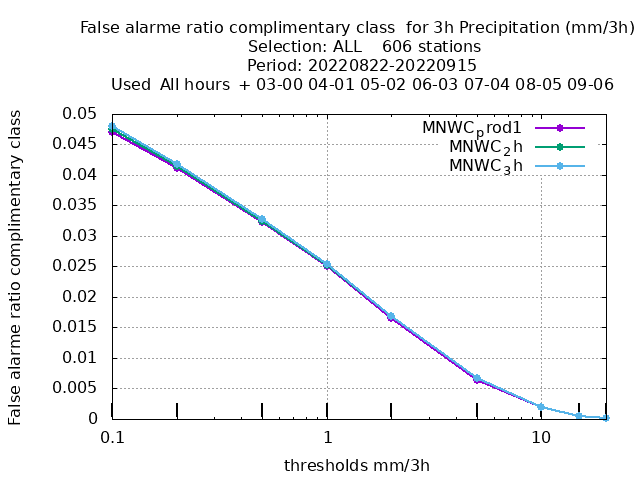 False alarme ratio complimentary class  for 3h Precipitation (mm/3h)
Selection: ALL    606 stations
Period: 20220822-20220915
Used  All hours  + 03-00 04-01 05-02 06-03 07-04 08-05 09-06
False alarme ratio complimentary class
0.05
0.045
0.04
0.035
0.03
0.025
0.02
0.015
0.01
0.005
0
MNWCprod1
MNWC2h
MNWC3h
0.1
1
10
thresholds mm/3h